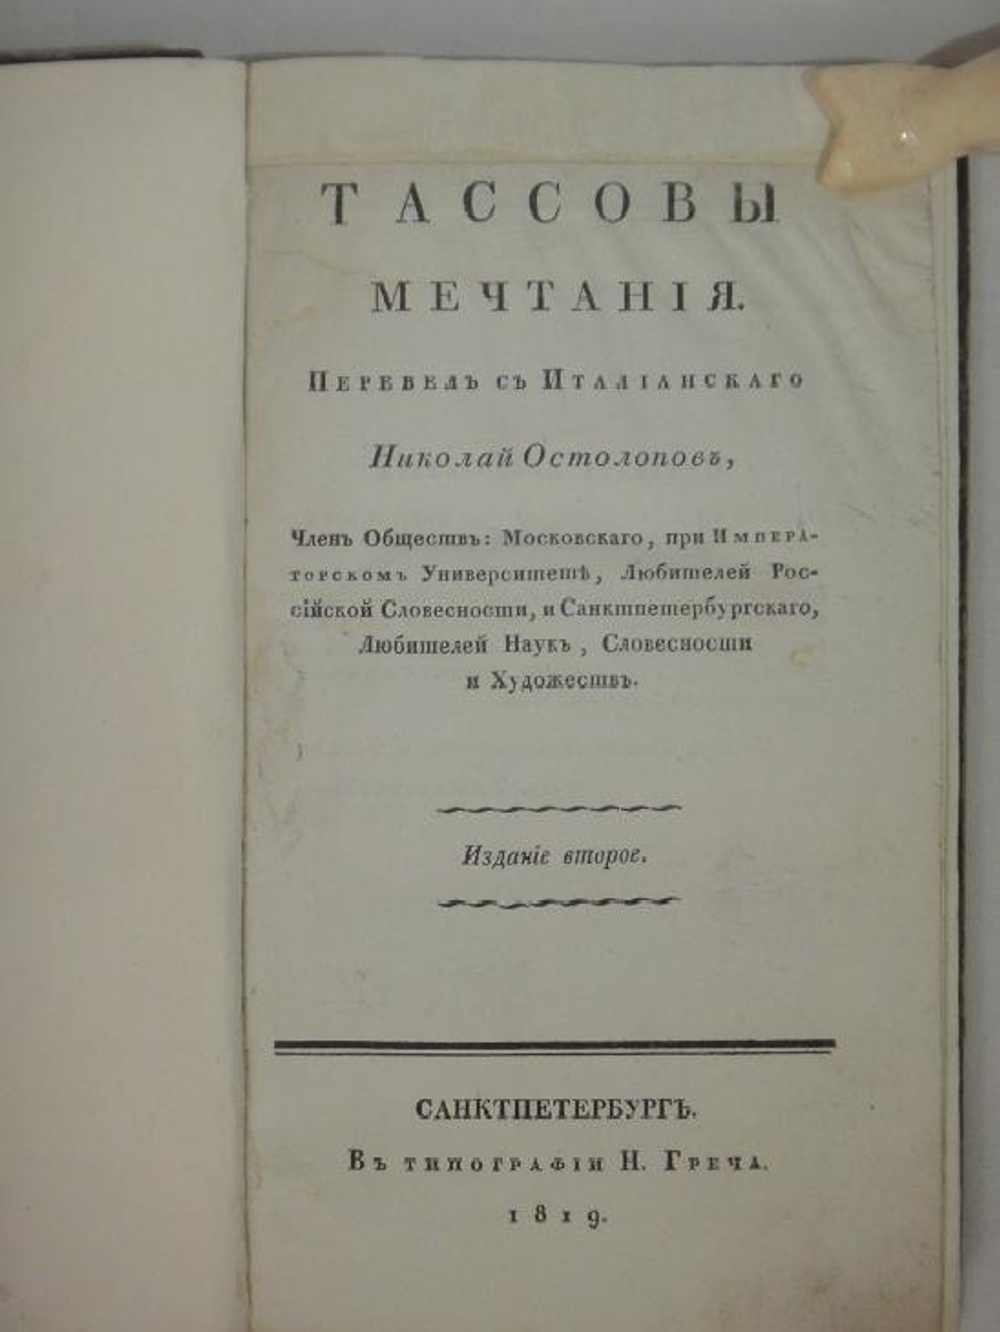 ТАССОВЫ
МЕЧТАНІЯ.
Перевелъ съ Италіанскаго
Николай Остолоповъ,
Членъ Обществъ: Московскаго, при Импера-
торскомъ Университетѣ, Любителей Рос-
сійской Словесности, и Санктпетербургскаго,
Любителей Наукъ, Словесности
и Художествъ.
Изданіе второе.
САНКТПЕТЕРБУРГЪ.
Въ типографіи Н. Греча.
1819.